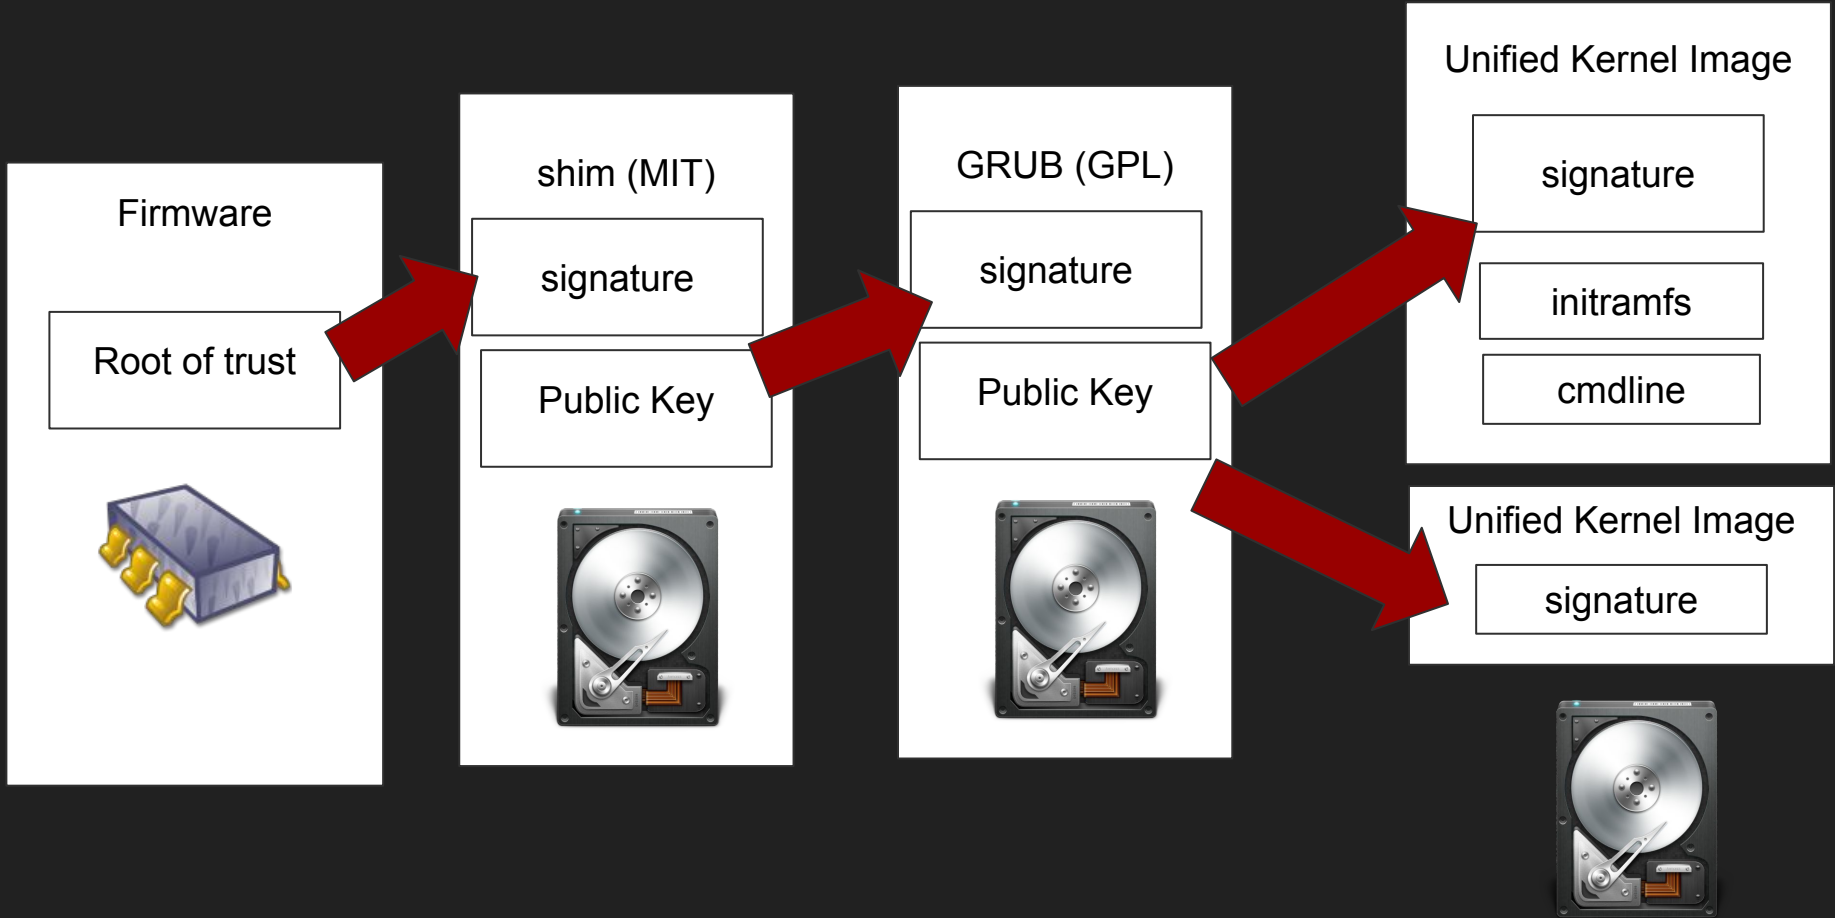 Firmware
Root of trust
shim (MIT)
signature
Public Key
GRUB (GPL)
signature
Public Key
Unified Kernel Image
signature
initramfs
cmdline
Unified Kernel Image
signature